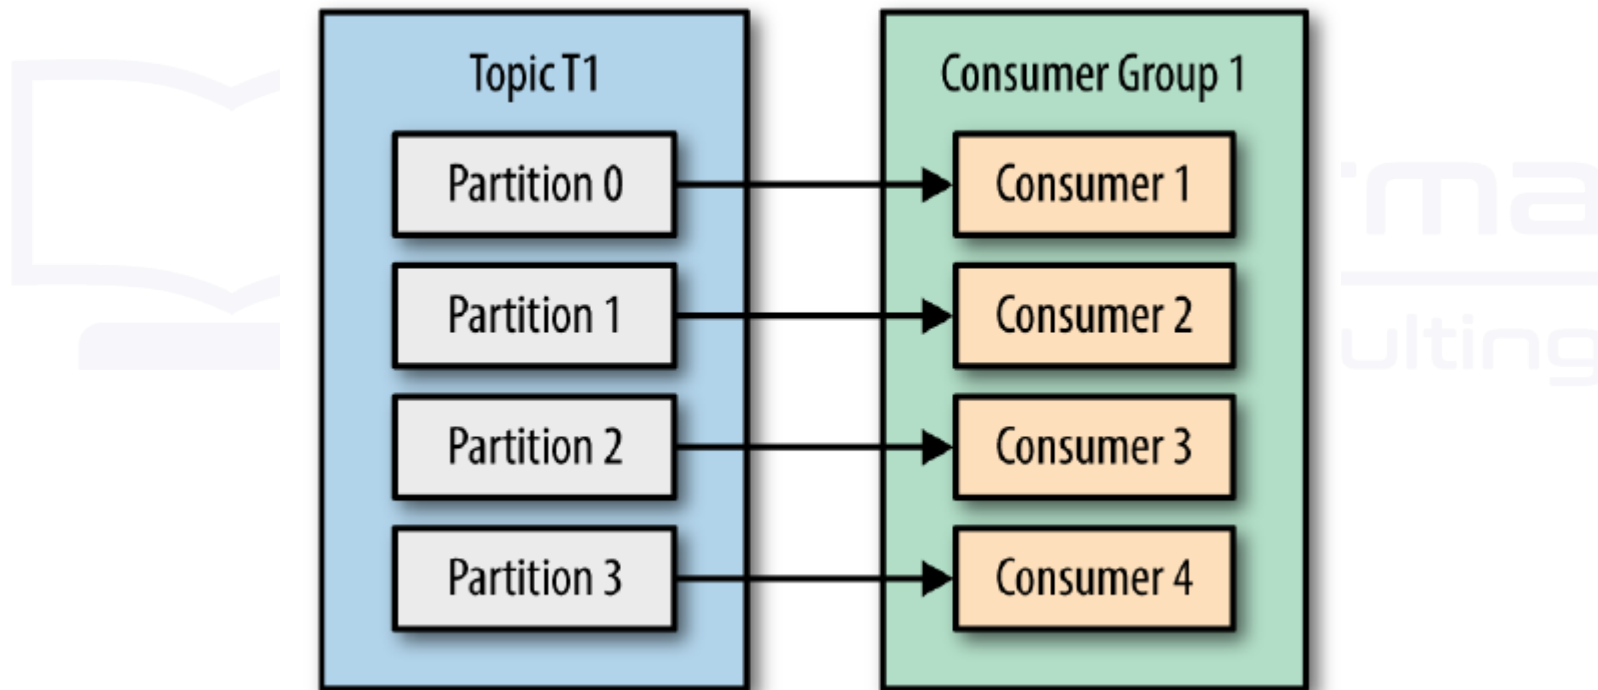 Topic T1
Consumer Group 1
Partition 0
Consumer 1
Partition 1
Consumer 2
Partition 2
Consumer 3
Partition 3
Consumer 4